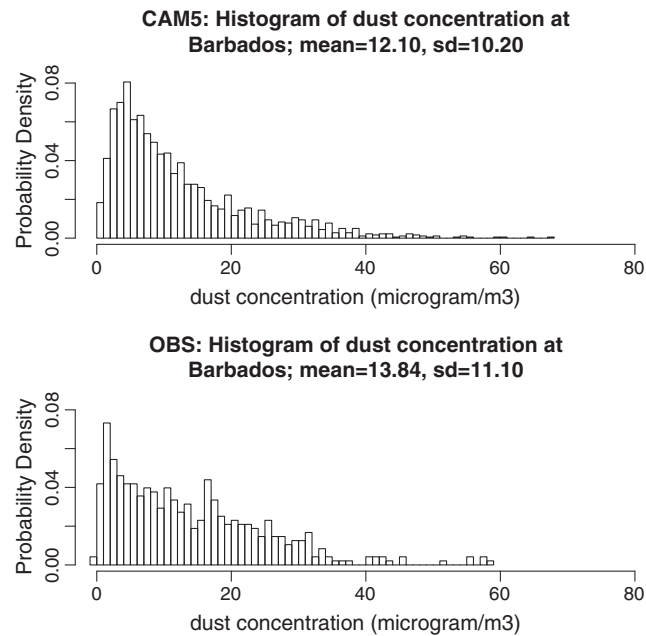 CAM5: Histogram of dust concentration at
Barbados; mean=12.10, sd=10.20
Probability Density
0.00 0.04 0.08
0 20 40 60 80
dust concentration (microgram/m3)
OBS: Histogram of dust concentration at
Barbados; mean=13.84, sd=11.10
Probability Density
0.00 0.04 0.08
0 20 40 60 80
dust concentration (microgram/m3)